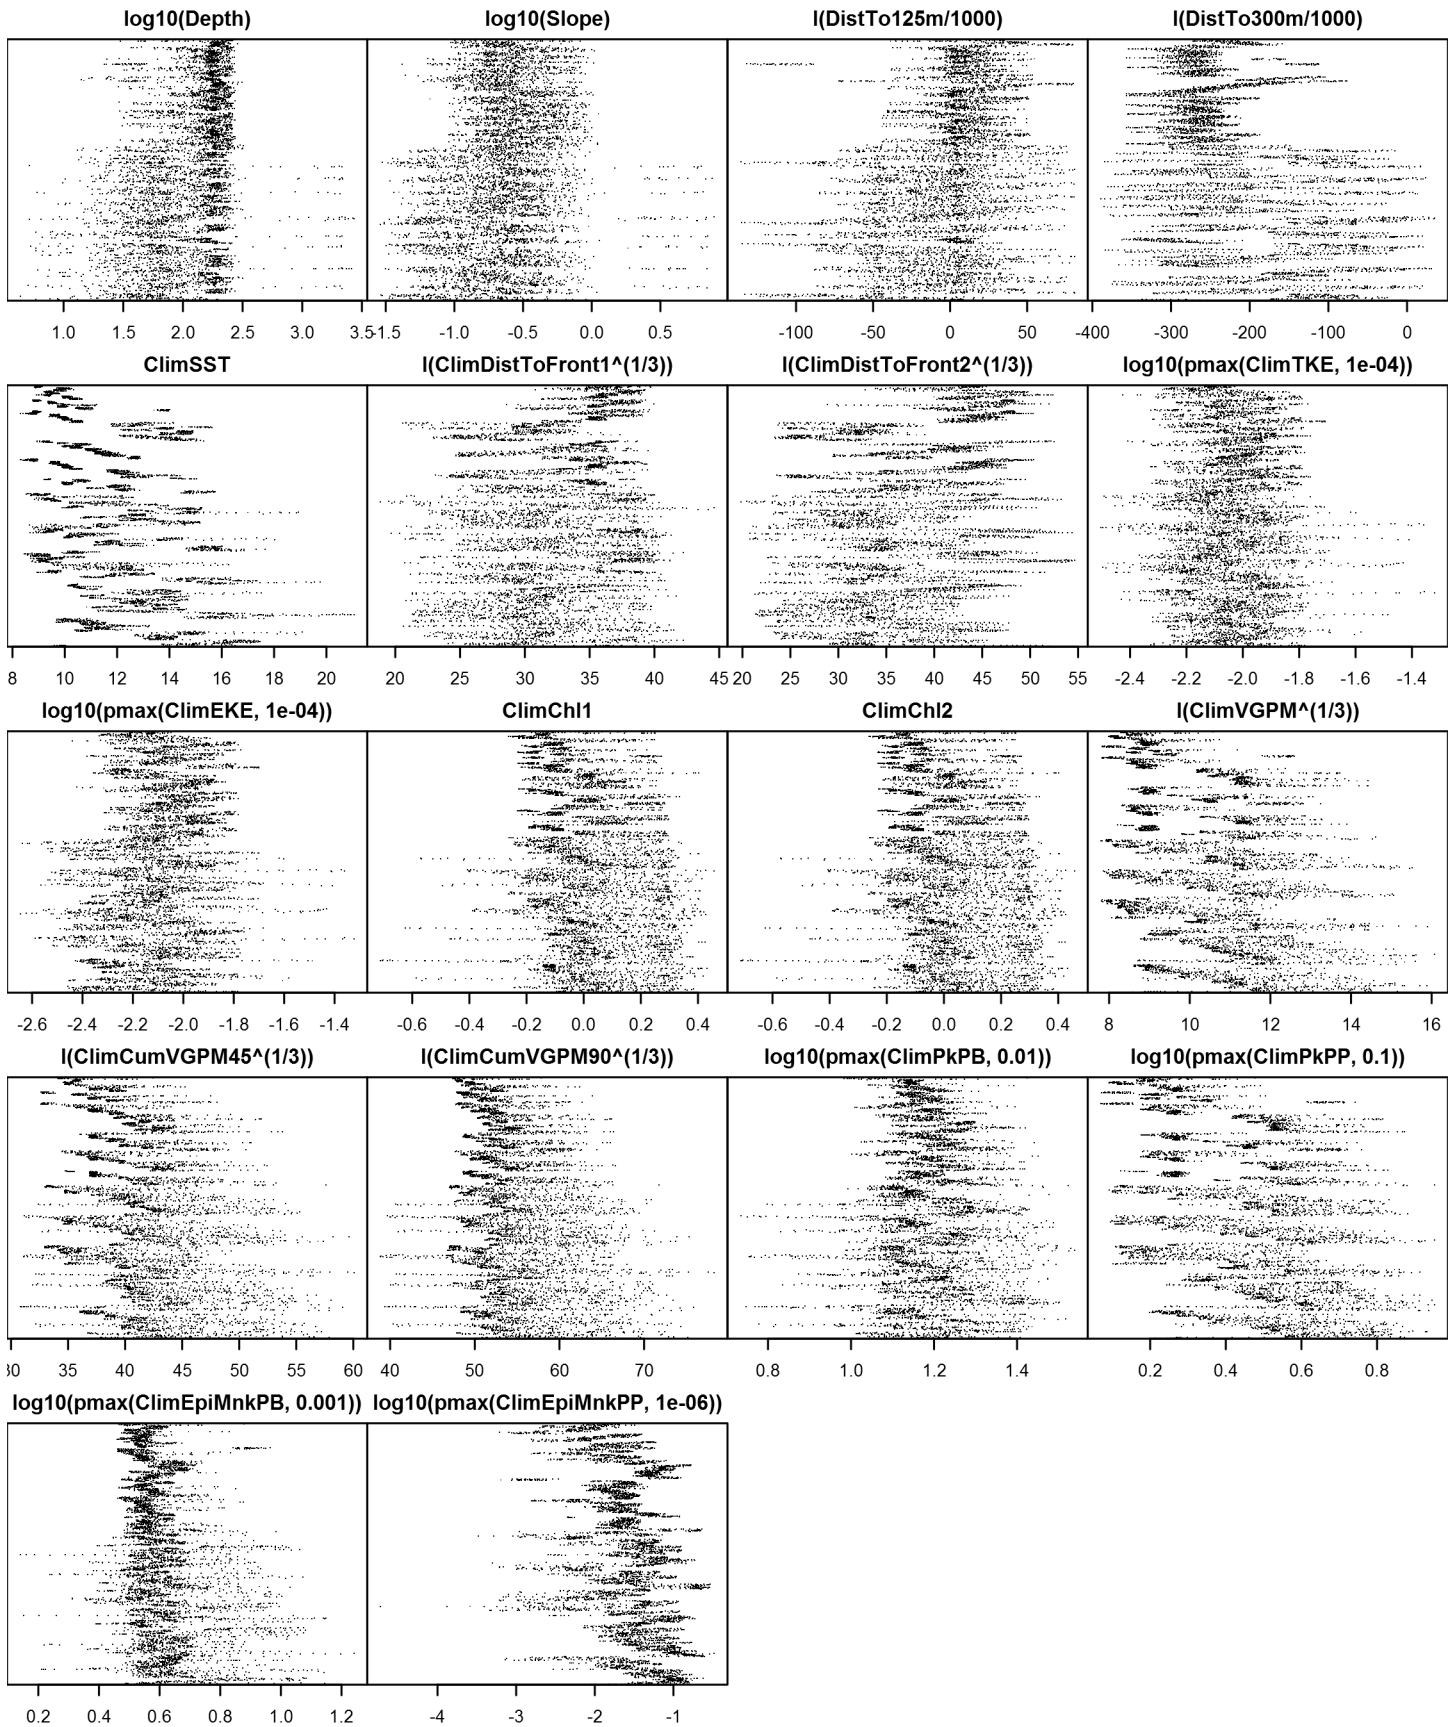 log10(Depth) log10(Slope) I(DistTo125m/1000) I(DistTo300m/1000)
1.0 1.5 2.0 2.5 3.0 3.5 -1.5 -1.0 -0.5 0.0 0.5 -100 -50 0 50 -400 -300 -200 -100 0
ClimSST I(ClimDistToFront1^(1/3)) I(ClimDistToFront2^(1/3)) log10(pmax(ClimTKE, 1e-04))
8 10 12 14 16 18 20 20 25 30 35 40 45 20 25 30 35 40 45 50 55 -2.4 -2.2 -2.0 -1.8 -1.6 -1.4
log10(pmax(ClimEKE, 1e-04)) ClimChl1 ClimChl2 I(ClimVGPM^(1/3))
-2.6 -2.4 -2.2 -2.0 -1.8 -1.6 -1.4 -0.6 -0.4 -0.2 0.0 0.2 0.4 -0.6 -0.4 -0.2 0.0 0.2 0.4 8 10 12 14 16
I(ClimCumVGPM45^(1/3)) I(ClimCumVGPM90^(1/3)) log10(pmax(ClimPkPB, 0.01)) log10(pmax(ClimPkPP, 0.1))
30 35 40 45 50 55 60 40 50 60 70 0.8 1.0 1.2 1.4 0.2 0.4 0.6 0.8
log10(pmax(ClimEpiMnkPB, 0.001)) log10(pmax(ClimEpiMnkPP, 1e-06))
0.2 0.4 0.6 0.8 1.0 1.2 -4 -3 -2 -1